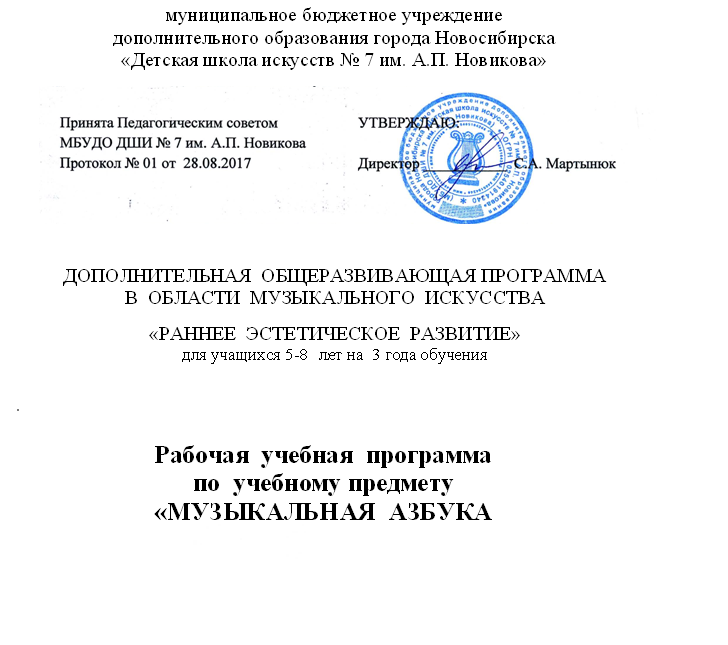 муниципальное бюджетное учреждение
дополнительного образования города Новосибирска
«Детская школа искусств № 7 им. А.П. Новикова»
Принята Педагогическим советом
МБУДО ДШИ № 7 им. А.П. Новикова
Протокол № 01 от 28.08.2017
УТВЕРЖДАЮ:
Директор С.А. Мартынюк
ДОПОЛНИТЕЛЬНАЯ ОБЩЕРАЗВИВАЮЩАЯ ПРОГРАММА
В ОБЛАСТИ МУЗЫКАЛЬНОГО ИСКУССТВА
«РАННЕЕ ЭСТЕТИЧЕСКОЕ РАЗВИТИЕ»
для учащихся 5-8 лет на 3 года обучения
.
Рабочая учебная программа
по учебному предмету
«МУЗЫКАЛЬНАЯ АЗБУКА